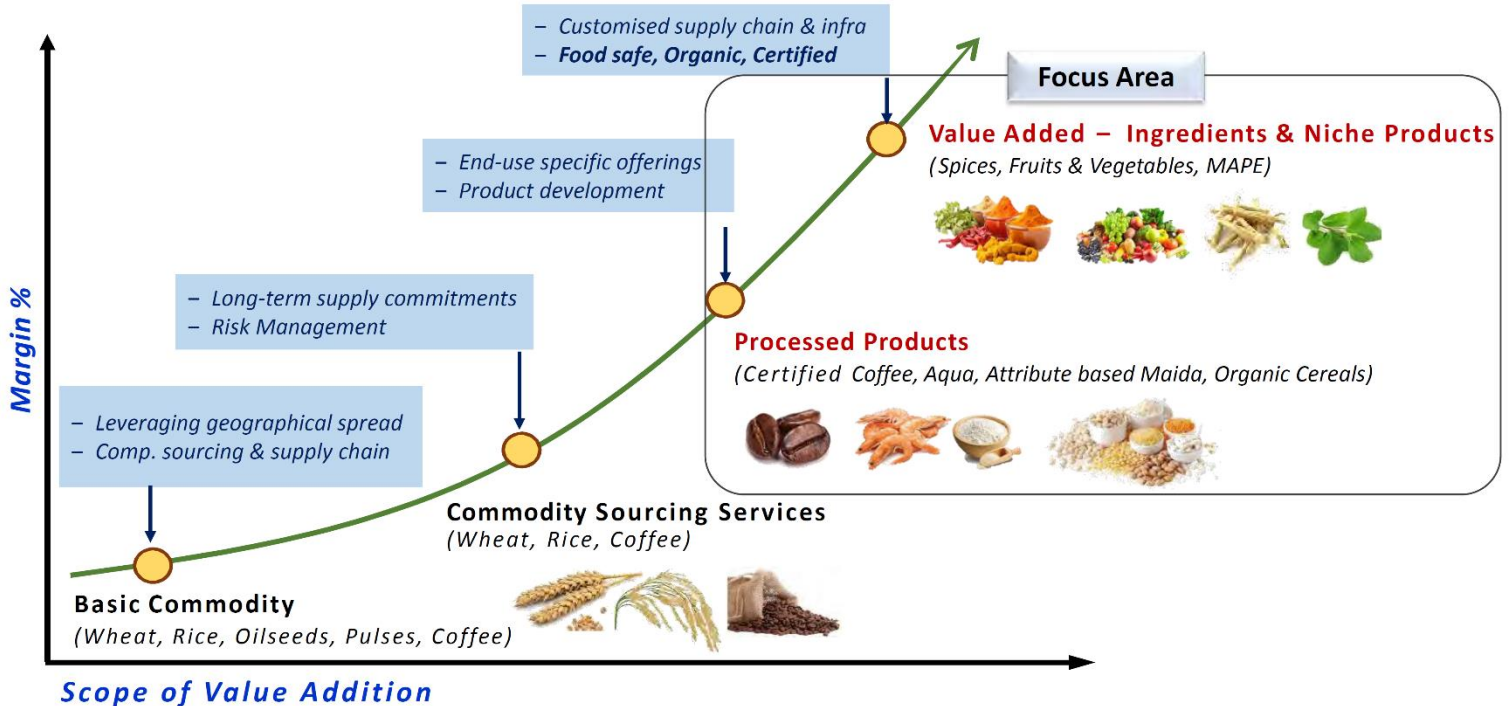 – Customised supply chain & infra
– Food safe, Organic, Certified
Focus Area
Value Added – Ingredients & Niche Products
(Spices, Fruits & Vegetables, MAPE)
– End-use specific offerings
– Product development
– Long-term supply commitments
– Risk Management
Processed Products
(Certified Coffee, Aqua, Attribute based Maida, Organic Cereals)
Margin %
– Leveraging geographical spread
– Comp. sourcing & supply chain
Commodity Sourcing Services
(Wheat, Rice, Coffee)
Basic Commodity
(Wheat, Rice, Oilseeds, Pulses, Coffee)
Scope of Value Addition